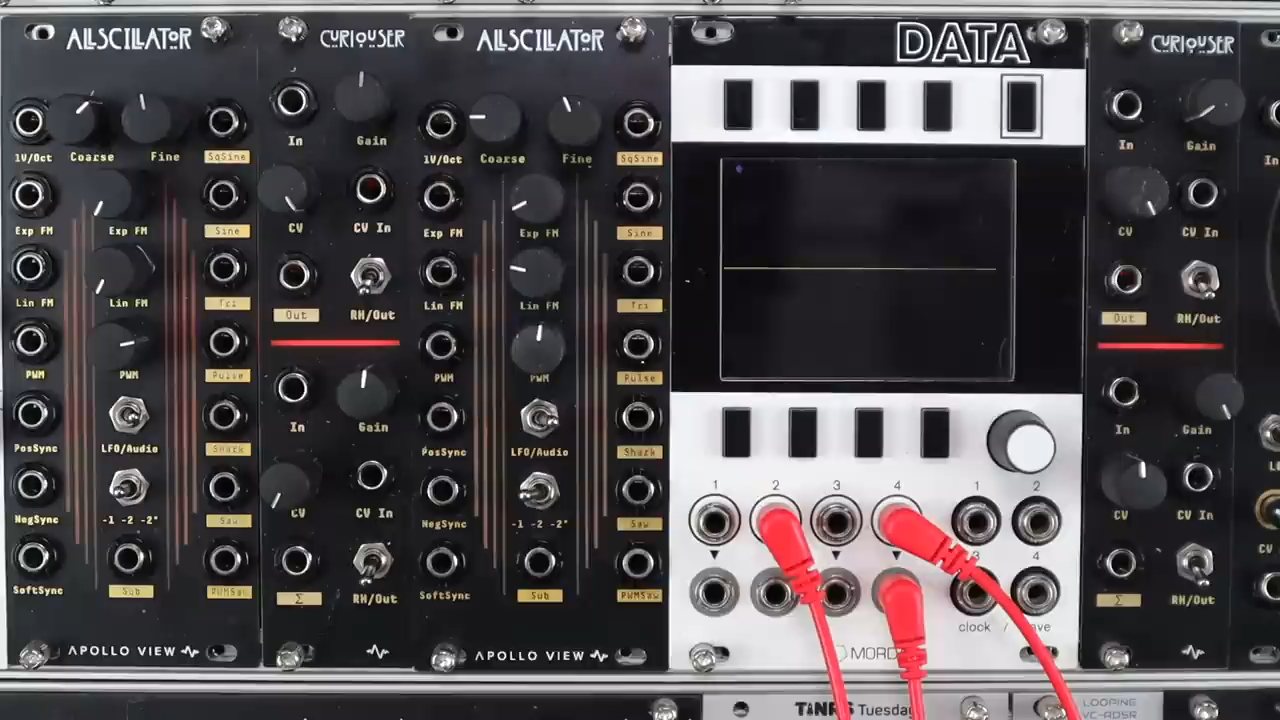 ALLSCILLATOR
1V/Oct
Coarse
Fine
SqSine
Exp FM
Exp FM
Sine
Lin FM
Lin FM
Tri
PWM
PWM
Pulse
PosSync
LFO/Audio
Shark
NegSync
-1 -2 -2*
Saw
SoftSync
Sub
PWMSaw
APOLLO VIEW
CURIOUSER
In
Gain
CV
CV In
Out
RH/Out
In
Gain
CV
CV In
Σ
RH/Out
ALLSCILLATOR
1V/Oct
Coarse
Fine
SqSine
Exp FM
Exp FM
Sine
Lin FM
Lin FM
Tri
PWM
PWM
Pulse
PosSync
LFO/Audio
Shark
NegSync
-1 -2 -2*
Saw
SoftSync
Sub
PWMSaw
APOLLO VIEW
DATA
1 2 3 4 1 2
3 4
clock /
MORD
CURIOUSER
In
Gain
CV
CV In
Out
RH/Out
In
Gain
CV
CV In
Σ
RH/Out
In
CV
TiNRS Tuesday
LOOPING
VC-ADSR